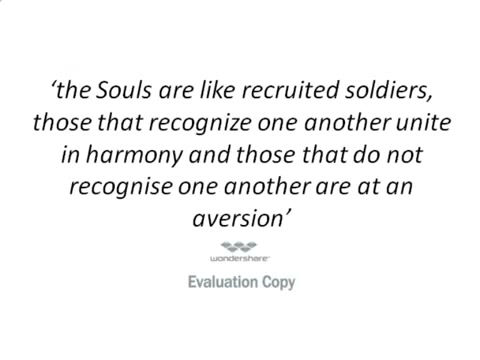 ‘the Souls are like recruited soldiers,
those that recognize one another unite
in harmony and those that do not
recognise one another are at an
aversion’
wondershare
Evaluation Copy